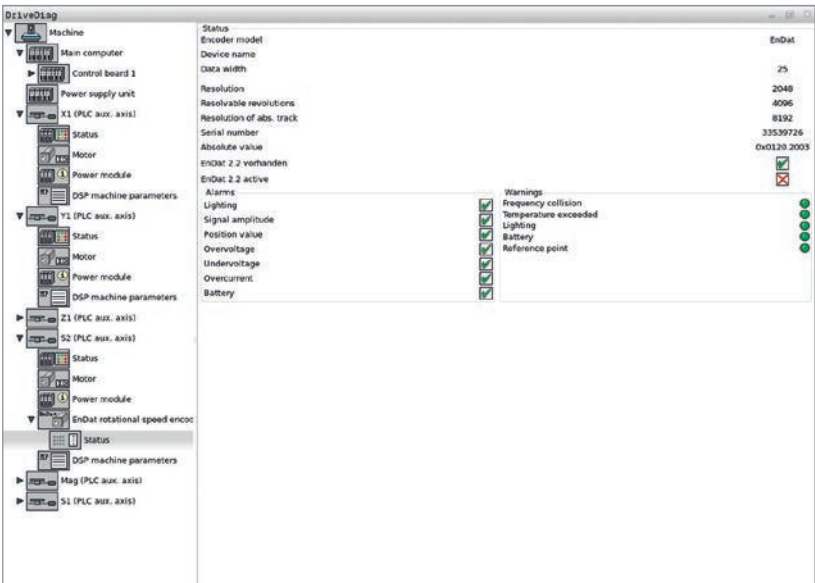 DriveDiag
Machine
Main computer
Control board 1
Power supply unit
X1 (PLC aux. axis)
Status
Motor
Power module
DSP machine parameters
Y1 (PLC aux. axis)
Status
Motor
Power module
DSP machine parameters
Z1 (PLC aux. axis)
S2 (PLC aux. axis)
Status
Motor
Power module
EnDat rotational speed encoc
Status
DSP machine parameters
Mag (PLC aux. axis)
S1 (PLC aux. axis)
Status
Encoder model EnDat
Device name
Data width 25
Resolution 2048
Resolvable revolutions 4096
Resolution of abs. track 8192
Serial number 33539726
Absolute value 0x0120.2003
EnDat 2.2 vorhanden
EnDat 2.2 active
Alarms
Lighting
Signal amplitude
Position value
Overvoltage
Undervoltage
Overcurrent
Battery
Warnings
Frequency collision
Temperature exceeded
Lighting
Battery
Reference point